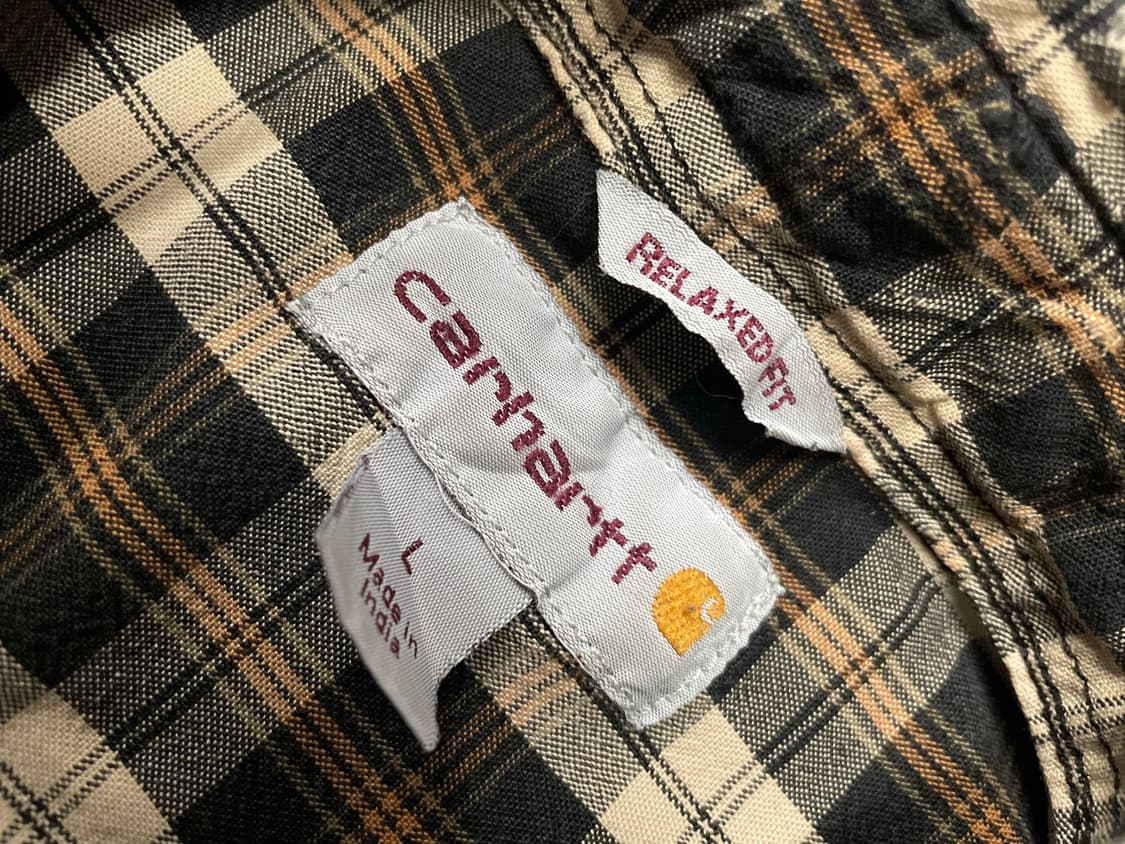 carhartt
RELAXED FIT
L
Made in
India